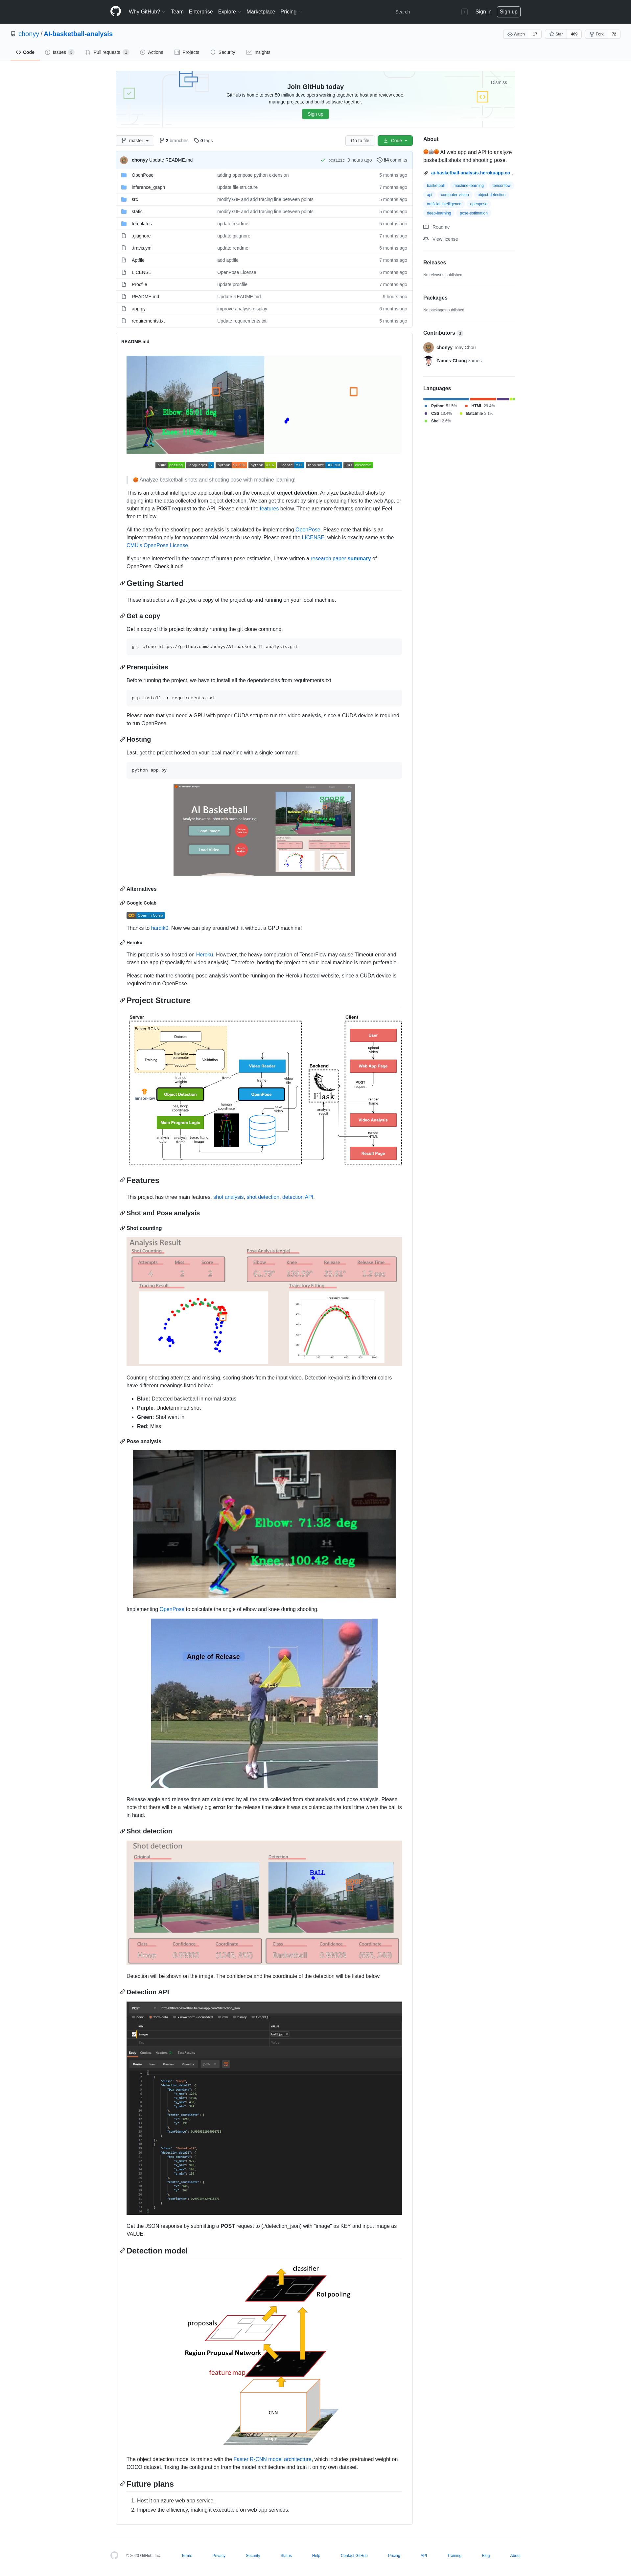 Why GitHub? Team Enterprise Explore Marketplace Pricing Search Sign in Sign up
chonyy / AI-basketball-analysis
Watch 17 Star 469 Fork 72
Code Issues 3 Pull requests 1 Actions Projects Security Insights
Join GitHub today
Dismiss
GitHub is home to over 50 million developers working together to host and review code,
manage projects, and build software together.
Sign up
master 2 branches 0 tags Go to file Code
chonyy Update README.md 9 hours ago 84 commits
OpenPose adding openpose python extension 5 months ago
inference_graph update file structure 7 months ago
src modify GIF and add tracing line between points 5 months ago
static modify GIF and add tracing line between points 5 months ago
templates update readme 5 months ago
.gitignore update gitignore 7 months ago
.travis.yml update readme 6 months ago
Aptfile add aptfile 7 months ago
LICENSE OpenPose License 6 months ago
Procfile update procfile 7 months ago
README.md Update README.md 9 hours ago
app.py improve analysis display 6 months ago
requirements.txt Update requirements.txt 5 months ago
About
AI web app and API to analyze
basketball shots and shooting pose.
ai-basketball-analysis.herokuapp.co...
basketball machine-learning tensorflow
api computer-vision object-detection
artificial-intelligence openpose
deep-learning pose-estimation
Readme
View license
Releases
No releases published
Packages
No packages published
Contributors
chonyy Tony Chou
Zames-Chang zames
Languages
Python HTML
CSS Batchfile
Shell
README.md
Analyze basketball shots and shooting pose with machine learning!
This is an artificial intelligence application built on the concept of object detection. Analyze basketball shots by
digging into the data collected from object detection. We can get the result by simply uploading files to the web App, or
submitting a POST request to the API. Please check the features below. There are more features coming up! Feel
free to follow.
All the data for the shooting pose analysis is calculated by implementing OpenPose. Please note that this is an
implementation only for noncommercial research use only. Please read the LICENSE, which is exactly same as the
CMU's OpenPose License.
If your are interested in the concept of human pose estimation, I have written a research paper summary of
OpenPose. Check it out!
Getting Started
These instructions will get you a copy of the project up and running on your local machine.
Get a copy
Get a copy of this project by simply running the git clone command.
git clone https://github.com/chonyy/AI-basketball-analysis.git
Prerequisites
Before running the project, we have to install all the dependencies from requirements.txt
pip install -r requirements.txt
Please note that you need a GPU with proper CUDA setup to run the video analysis, since a CUDA device is required
to run OpenPose.
Hosting
Last, get the project hosted on your local machine with a single command.
python app.py
AI Basketball
Load Image
Load Video
SCORE
Alternatives
Google Colab
Open in Colab
Thanks to hardik0. Now we can play around with it without a GPU machine!
Heroku
This project is also hosted on Heroku. However, the heavy computation of TensorFlow may cause Timeout error and
crash the app (especially for video analysis). Therefore, hosting the project on your local machine is more preferable.
Please note that the shooting pose analysis won't be running on the Heroku hosted website, since a CUDA device is
required to run OpenPose.
Project Structure
Server Client
Faster RCNN
Dataset
User
Training fine-tune parameter Validation
upload video
feedback
Video Reader
Backend
Web App Page
trained weights frame frame video file
POST request
TensorFlow
Object Detection
OpenPose
Flask
render frame
ball, hoop coordinate human coordinate save video analysis result
Main Program Logic
Video Analysis
analysis data analysis frame trace, fitting image
render HTML
Result Page
Features
This project has three main features, shot analysis, shot detection, detection API.
Shot and Pose analysis
Shot counting
Analysis Result
Shot Counting Pose Analysis (angle)
Attempts Miss Score Elbow Knee Release Release Time
4 2 2
Tracing Result Trajectory Fitting
Trajectory Fitting
Counting shooting attempts and missing, scoring shots from the input video. Detection keypoints in different colors
have different meanings listed below:
Blue: Detected basketball in normal status
Purple: Undetermined shot
Green: Shot went in
Red: Miss
Pose analysis
Elbow: 71.32 deg
Knee: 100.42 deg
Implementing OpenPose to calculate the angle of elbow and knee during shooting.
Angle of Release
Release angle and release time are calculated by all the data collected from shot analysis and pose analysis. Please
note that there will be a relatively big error for the release time since it was calculated as the total time when the ball is
in hand.
Shot detection
Shot detection
Original Detection
BALL
Class Confidence Coordinate Class Confidence Coordinate
Hoop Basketball
Detection will be shown on the image. The confidence and the coordinate of the detection will be listed below.
Detection API
POST
Get the JSON response by submitting a POST request to (./detection_json) with "image" as KEY and input image as
VALUE.
Detection model
classifier
RoI pooling
proposals
Region Proposal Network
feature map
CNN
image
The object detection model is trained with the Faster R-CNN model architecture, which includes pretrained weight on
COCO dataset. Taking the configuration from the model architecture and train it on my own dataset.
Future plans
1. Host it on azure web app service.
2. Improve the efficiency, making it executable on web app services.
© 2020 GitHub, Inc. Terms Privacy Security Status Help Contact GitHub Pricing API Training Blog About